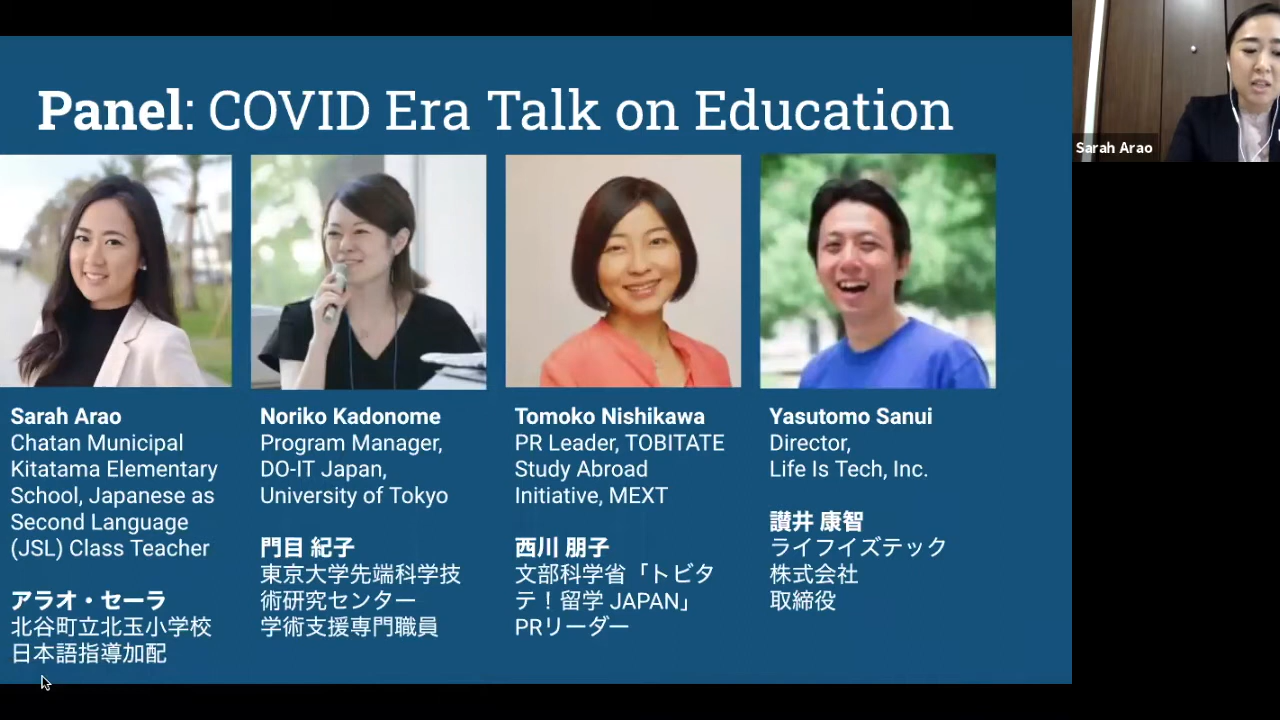 Panel: COVID Era Talk on Education
Sarah Arao
Sarah Arao
Chatan Municipal
Kitatama Elementary
School, Japanese as
Second Language
(JSL) Class Teacher
アラオ・セーラ
北谷町立北玉小学校
日本語指導加配
Noriko Kadonome
Program Manager,
DO-IT Japan,
University of Tokyo
門目 紀子
東京大学先端科学技
術研究センター
学術支援専門職員
Tomoko Nishikawa
PR Leader, TOBITATE
Study Abroad
Initiative, MEXT
西川 朋子
文部科学省「トビタ
テ！留学 JAPAN」
PRリーダー
Yasutomo Sanui
Director,
Life Is Tech, Inc.
讃井 康智
ライフイズテック
株式会社
取締役